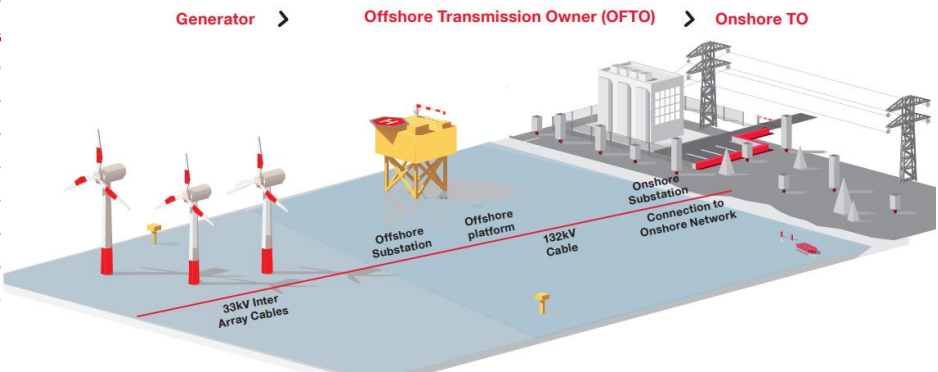 Generator > Offshore Transmission Owner (OFTO) > Onshore TO
H
Onshore
Substation
Connection to
Onshore Network
Offshore
Substation
Offshore
platform
132kV
Cable
33kV Inter
Array Cables